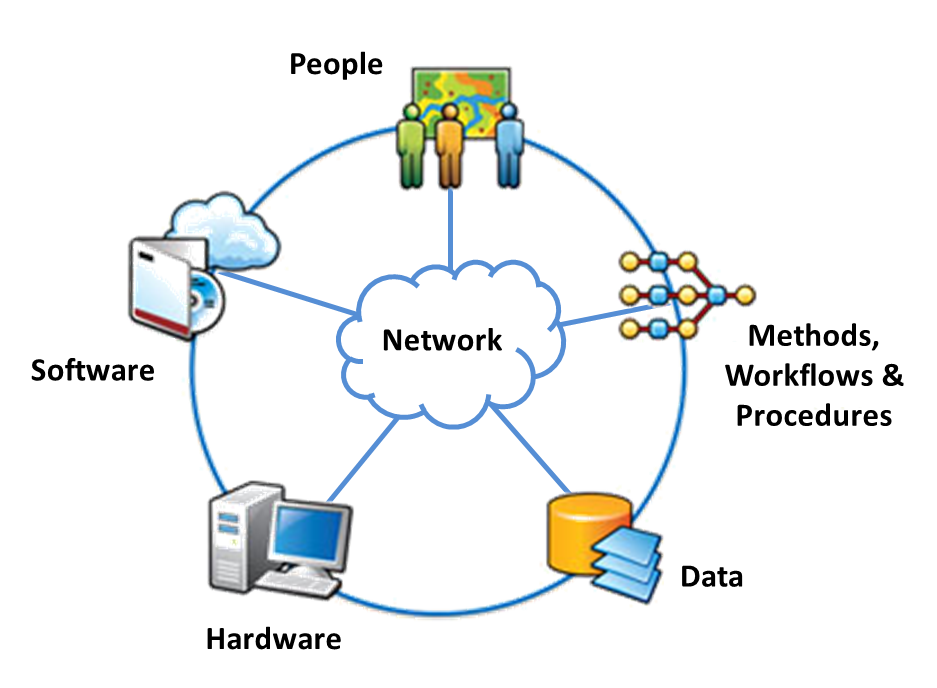 People
Network
Methods,
Workflows &
Procedures
Software
Data
Hardware